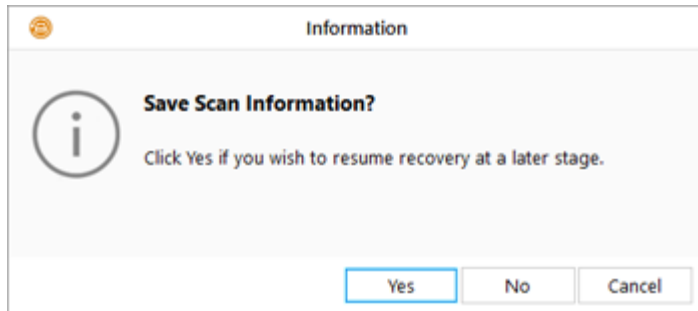 Information
Save Scan Information?
Click Yes if you wish to resume recovery at a later stage.
Yes No Cancel